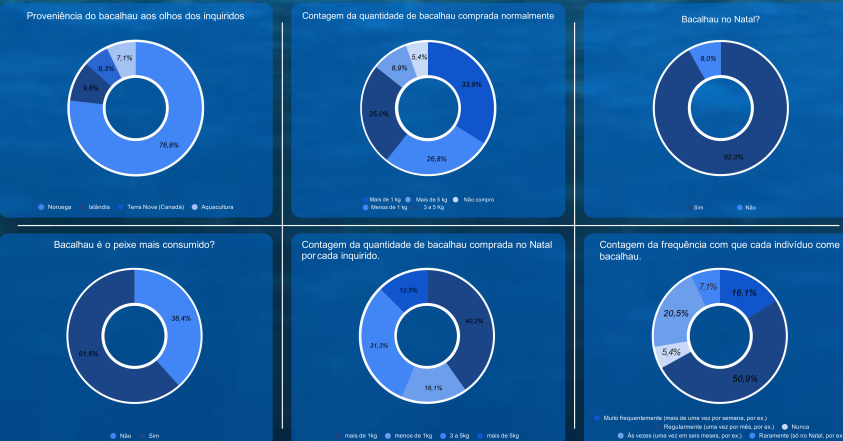 Proveniência do bacalhau aos olhos dos inquiridos
7,1%
6,3%
9,8%
76,8%
Noruega Islândia Terra Nova (Canadá) Aquacultura
Contagem da quantidade de bacalhau comprada normalmente
5,4%
8,9%
33,9%
25,0%
26,8%
Mais de 1 kg Mais de 5 kg Não compro
Menos de 1 kg 3 a 5 Kg
Bacalhau no Natal?
8,0%
92,0%
Sim Não
Bacalhau é o peixe mais consumido?
38,4%
61,6%
Não Sim
Contagem da quantidade de bacalhau comprada no Natal
por cada inquirido.
12,5%
40,2%
31,3%
16,1%
mais de 1kg menos de 1kg 3 a 5kg mais de 5kg
Contagem da frequência com que cada indivíduo come
bacalhau.
7,1%
16,1%
20,5%
5,4%
50,9%
Muito frequentemente (mais de uma vez por semana, por ex.)
Regularmente (uma vez por mês, por ex.) Nunca
Às vezes (uma vez em seis meses, por ex.) Raramente (só no Natal, por ex